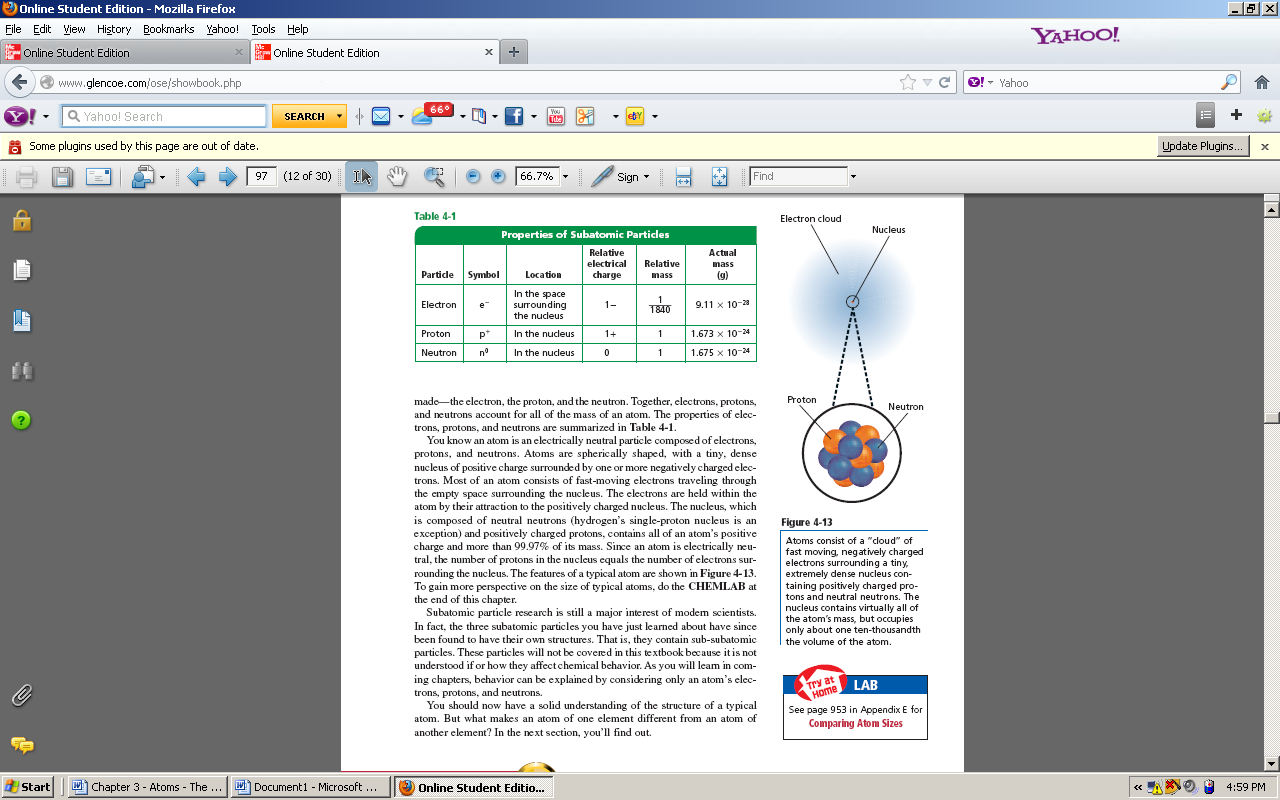 Online Student Edition - Mozilla Firefox
File Edit View History Bookmarks Yahoo! Tools Help
Online Student Edition
Online Student Edition
YAHOO!
www.glencoe.com/ose/showbook.php
Yahoo
Yahoo! Search
SEARCH
66°
Some plugins used by this page are out of date.
Update Plugins...
97 (12 of 30)
66.7%
Sign
Find
Table 4-1
Properties of Subatomic Particles
Particle Symbol Location Relative electrical charge Relative mass Actual mass (g)
Electron e⁻ In the space surrounding the nucleus 1− 1/1840 9.11 × 10⁻²⁸
Proton p⁺ In the nucleus 1+ 1 1.673 × 10⁻²⁴
Neutron n⁰ In the nucleus 0 1 1.675 × 10⁻²⁴
made—the electron, the proton, and the neutron. Together, electrons, protons,
and neutrons account for all of the mass of an atom. The properties of elec-
trons, protons, and neutrons are summarized in Table 4-1.
You know an atom is an electrically neutral particle composed of electrons,
protons, and neutrons. Atoms are spherically shaped, with a tiny, dense
nucleus of positive charge surrounded by one or more negatively charged elec-
trons. Most of an atom consists of fast-moving electrons traveling through
the empty space surrounding the nucleus. The electrons are held within the
atom by their attraction to the positively charged nucleus. The nucleus, which
is composed of neutral neutrons (hydrogen's single-proton nucleus is an
exception) and positively charged protons, contains all of an atom's positive
charge and more than 99.97% of its mass. Since an atom is electrically neu-
tral, the number of protons in the nucleus equals the number of electrons sur-
rounding the nucleus. The features of a typical atom are shown in Figure 4-13.
To gain more perspective on the size of typical atoms, do the CHEMLAB at
the end of this chapter.
Subatomic particle research is still a major interest of modern scientists.
In fact, the three subatomic particles you have just learned about have since
been found to have their own structures. That is, they contain sub-subatomic
particles. These particles will not be covered in this textbook because it is not
understood if or how they affect chemical behavior. As you will learn in com-
ing chapters, behavior can be explained by considering only an atom's elec-
trons, protons, and neutrons.
You should now have a solid understanding of the structure of a typical
atom. But what makes an atom of one element different from an atom of
another element? In the next section, you'll find out.
Electron cloud
Nucleus
Proton
Neutron
Figure 4-13
Atoms consist of a "cloud" of
fast moving, negatively charged
electrons surrounding a tiny,
extremely dense nucleus con-
taining positively charged pro-
tons and neutral neutrons. The
nucleus contains virtually all of
the atom's mass, but occupies
only about one ten-thousandth
the volume of the atom.
Try at Home LAB
See page 953 in Appendix E for
Comparing Atom Sizes
Start
Chapter 3 - Atoms - The ...
Document1 - Microsoft ...
Online Student Editio...
4:59 PM